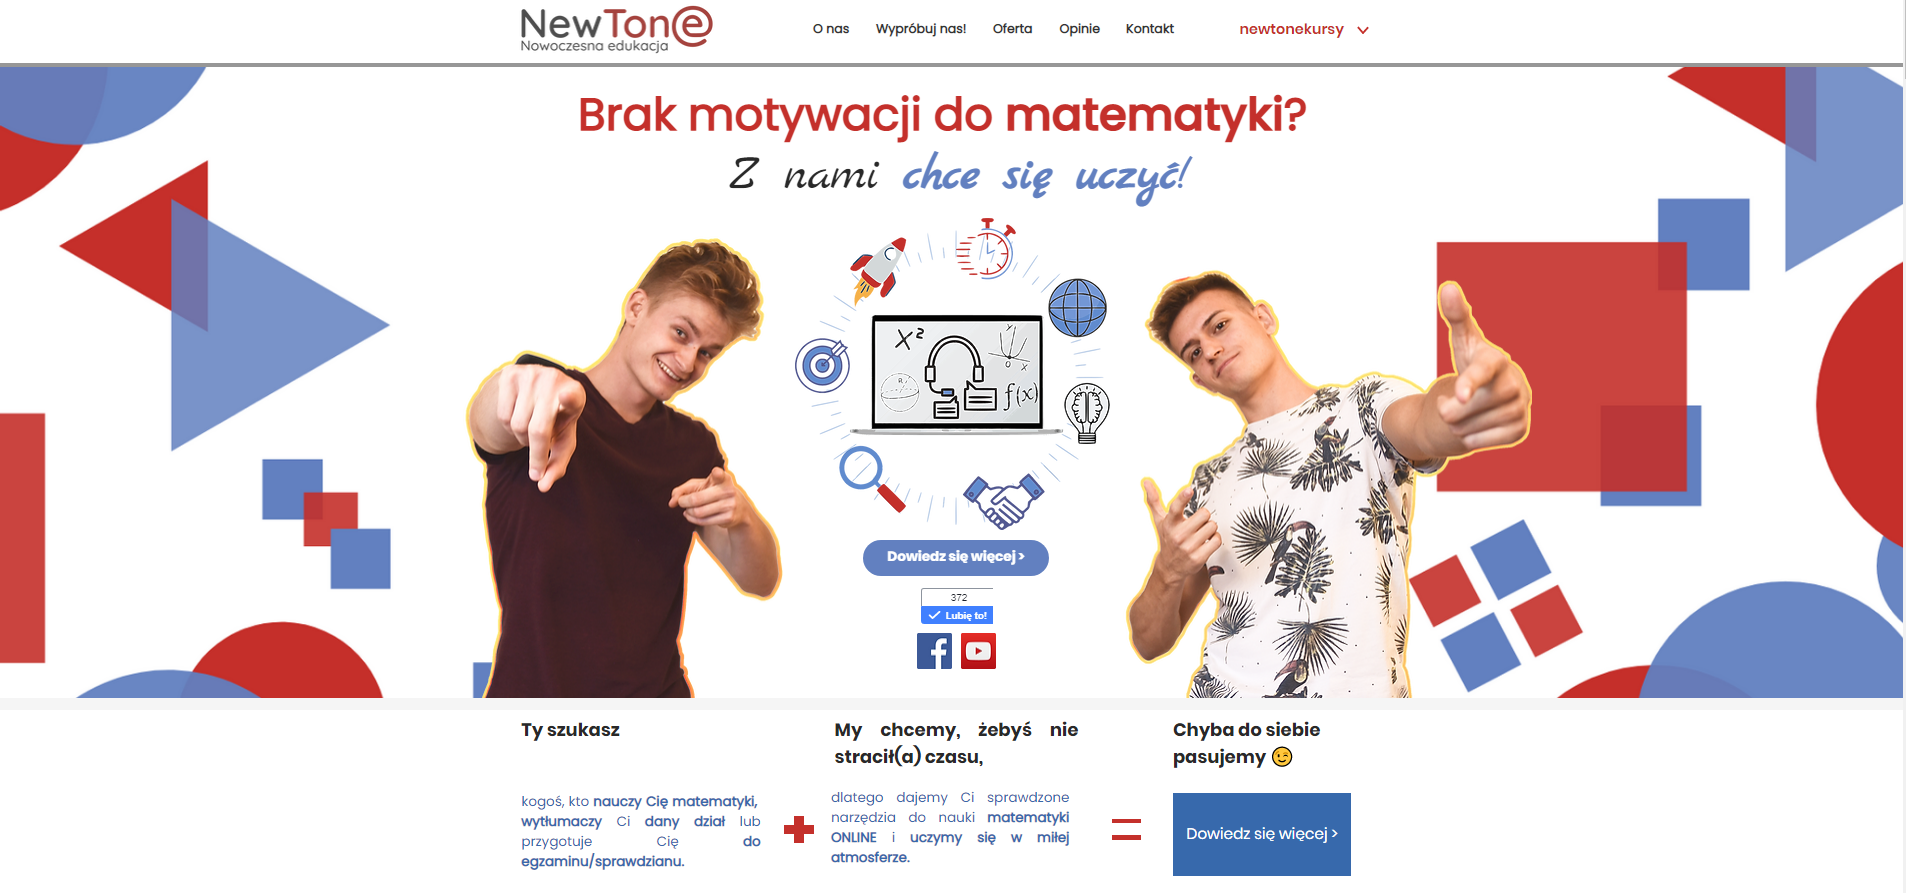 NewTon@
Nowoczesna edukacja
O nas
Wypróbuj nas!
Oferta
Opinie
Kontakt
newtonekursy
Brak motywacji do matematyki?
Z nami chce się uczyć!
X²
R
y
0
x
f(x)
Dowiedz się więcej >
372
Lubię to!
Ty szukasz
kogoś, kto nauczy Cię matematyki,
wytłumaczy Ci dany dział lub
przygotuje Cię do
egzaminu/sprawdzianu.
My chcemy, żebyś nie
stracił(a) czasu,
dlatego dajemy Ci sprawdzone
narzędzia do nauki matematyki
ONLINE i uczymy się w miłej
atmosferze.
Chyba do siebie
pasujemy 😉
Dowiedz się więcej >